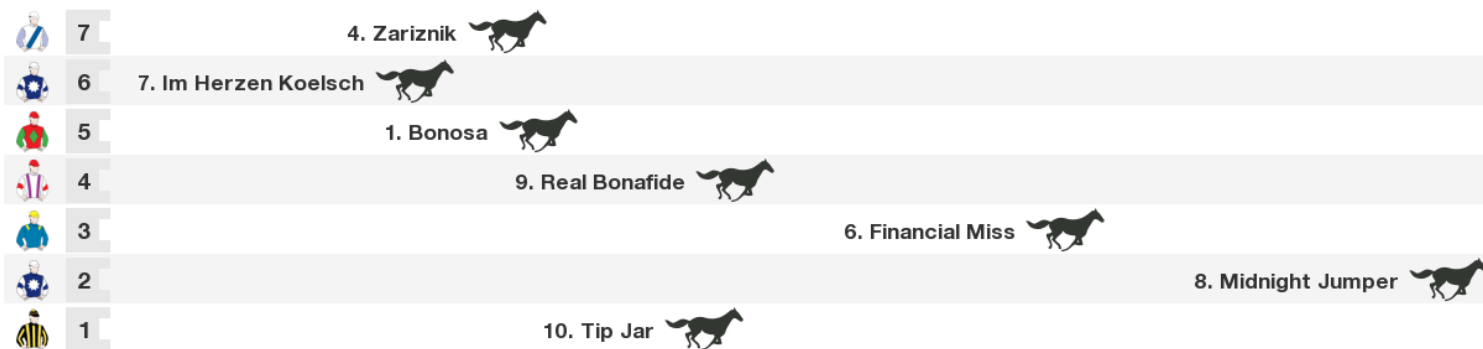 7 4. Zariznik
6 7. Im Herzen Koelsch
5 1. Bonosa
4 9. Real Bonafide
3 6. Financial Miss
2 8. Midnight Jumper
1 10. Tip Jar